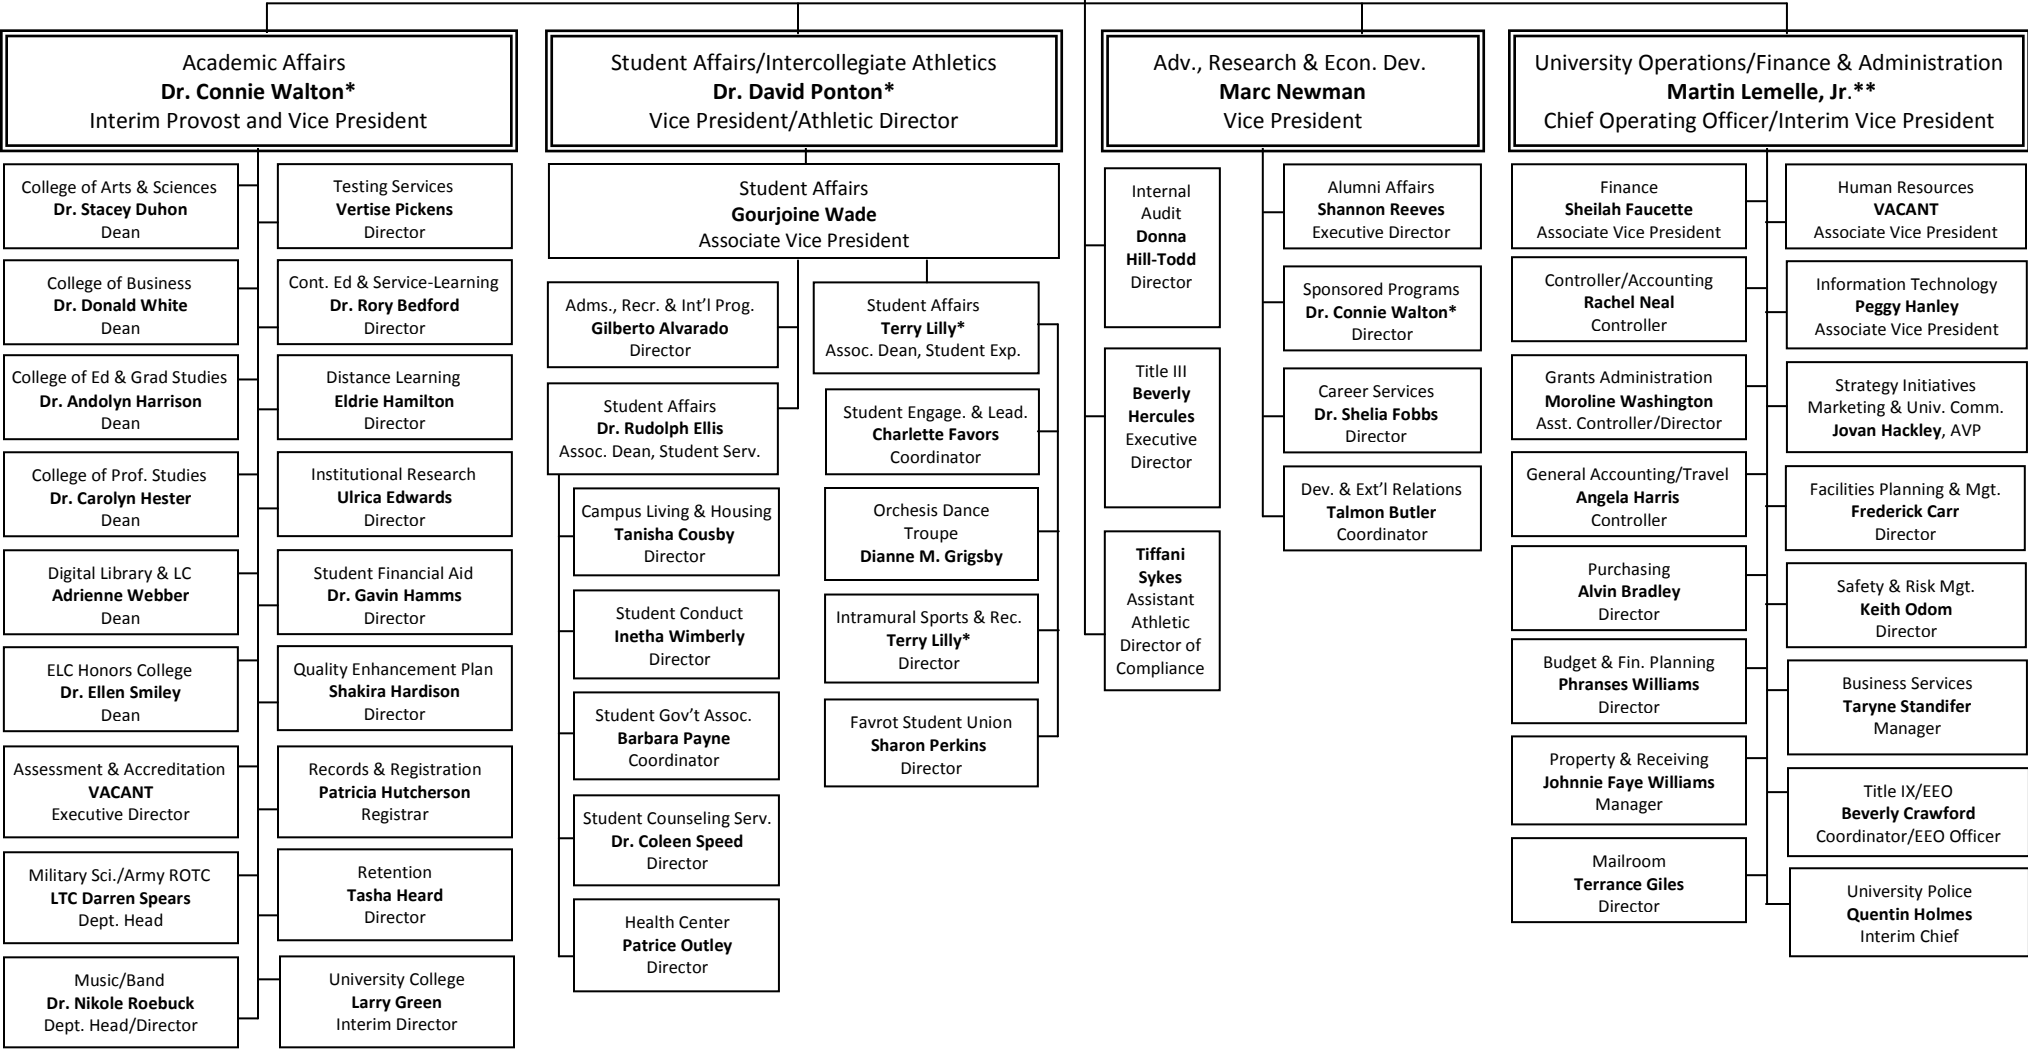 Academic Affairs
Dr. Connie Walton*
Interim Provost and Vice President
College of Arts & Sciences
Dr. Stacey Duhon
Dean
College of Business
Dr. Donald White
Dean
College of Ed & Grad Studies
Dr. Andolyn Harrison
Dean
College of Prof. Studies
Dr. Carolyn Hester
Dean
Digital Library & LC
Adrienne Webber
Dean
ELC Honors College
Dr. Ellen Smiley
Dean
Assessment & Accreditation
VACANT
Executive Director
Military Sci./Army ROTC
LTC Darren Spears
Dept. Head
Music/Band
Dr. Nikole Roebuck
Dept. Head/Director
Testing Services
Vertise Pickens
Director
Cont. Ed & Service-Learning
Dr. Rory Bedford
Director
Distance Learning
Eldrie Hamilton
Director
Institutional Research
Ulrica Edwards
Director
Student Financial Aid
Dr. Gavin Hamms
Director
Quality Enhancement Plan
Shakira Hardison
Director
Records & Registration
Patricia Hutcherson
Registrar
Retention
Tasha Heard
Director
University College
Larry Green
Interim Director
Student Affairs/Intercollegiate Athletics
Dr. David Ponton*
Vice President/Athletic Director
Student Affairs
Gourjoine Wade
Associate Vice President
Adms., Recr. & Int’l Prog.
Gilberto Alvarado
Director
Student Affairs
Dr. Rudolph Ellis
Assoc. Dean, Student Serv.
Campus Living & Housing
Tanisha Cousby
Director
Student Conduct
Inetha Wimberly
Director
Student Gov’t Assoc.
Barbara Payne
Coordinator
Student Counseling Serv.
Dr. Coleen Speed
Director
Health Center
Patrice Outley
Director
Student Affairs
Terry Lilly*
Assoc. Dean, Student Exp.
Student Engage. & Lead.
Charlette Favors
Coordinator
Orchesis Dance
Troupe
Dianne M. Grigsby
Intramural Sports & Rec.
Terry Lilly*
Director
Favrot Student Union
Sharon Perkins
Director
Internal
Audit
Donna
Hill-Todd
Director
Title III
Beverly
Hercules
Executive
Director
Tiffani
Sykes
Assistant
Athletic
Director of
Compliance
Adv., Research & Econ. Dev.
Marc Newman
Vice President
Alumni Affairs
Shannon Reeves
Executive Director
Sponsored Programs
Dr. Connie Walton*
Director
Career Services
Dr. Shelia Fobbs
Director
Dev. & Ext’l Relations
Talmon Butler
Coordinator
University Operations/Finance & Administration
Martin Lemelle, Jr.**
Chief Operating Officer/Interim Vice President
Finance
Sheilah Faucette
Associate Vice President
Controller/Accounting
Rachel Neal
Controller
Grants Administration
Moroline Washington
Asst. Controller/Director
General Accounting/Travel
Angela Harris
Controller
Purchasing
Alvin Bradley
Director
Budget & Fin. Planning
Phranses Williams
Director
Property & Receiving
Johnnie Faye Williams
Manager
Mailroom
Terrance Giles
Director
Human Resources
VACANT
Associate Vice President
Information Technology
Peggy Hanley
Associate Vice President
Strategy Initiatives
Marketing & Univ. Comm.
Jovan Hackley, AVP
Facilities Planning & Mgt.
Frederick Carr
Director
Safety & Risk Mgt.
Keith Odom
Director
Business Services
Taryne Standifer
Manager
Title IX/EEO
Beverly Crawford
Coordinator/EEO Officer
University Police
Quentin Holmes
Interim Chief